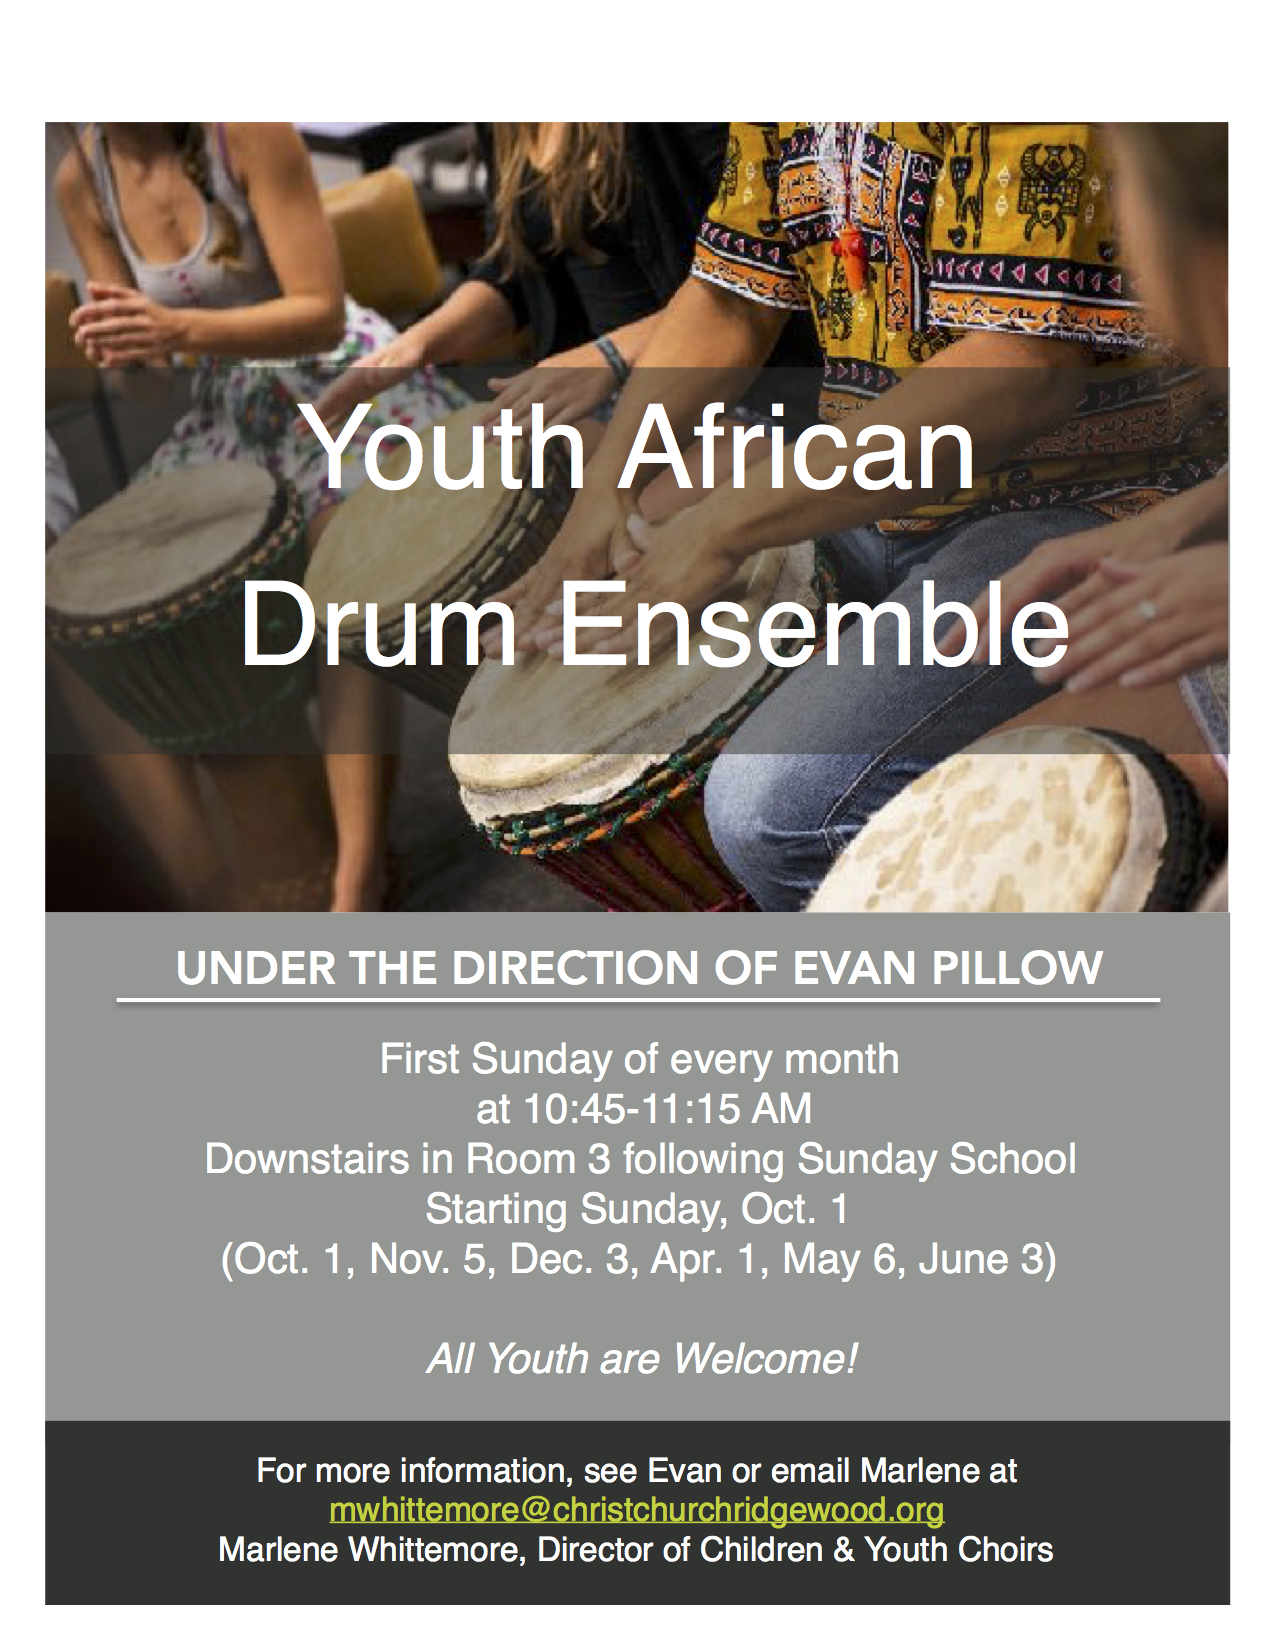 Youth African
Drum Ensemble
UNDER THE DIRECTION OF EVAN PILLOW
First Sunday of every month
at 10:45-11:15 AM
Downstairs in Room 3 following Sunday School
Starting Sunday, Oct. 1
(Oct. 1, Nov. 5, Dec. 3, Apr. 1, May 6, June 3)
All Youth are Welcome!
For more information, see Evan or email Marlene at
mwhittemore@christchurchridgewood.org
Marlene Whittemore, Director of Children & Youth Choirs